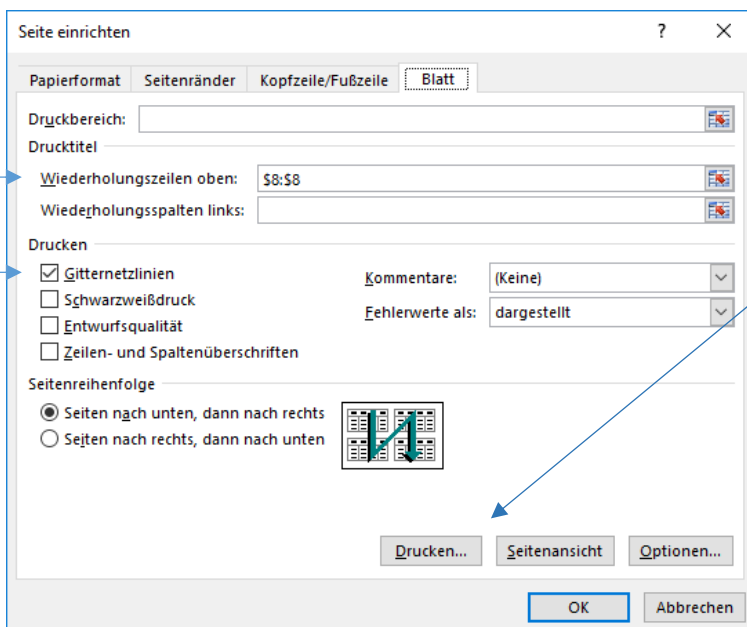 Seite einrichten
Papierformat Seitenränder Kopfzeile/Fußzeile Blatt
Druckbereich:
Drucktitel
Wiederholungszeilen oben: $8:$8
Wiederholungsspalten links:
Drucken
Gitternetzlinien Kommentare: (Keine)
Schwarzweißdruck Fehlerwerte als: dargestellt
Entwurfsqualität
Zeilen- und Spaltenüberschriften
Seitenreihenfolge
Seiten nach unten, dann nach rechts
Seiten nach rechts, dann nach unten
Drucken... Seitenansicht Optionen...
OK Abbrechen